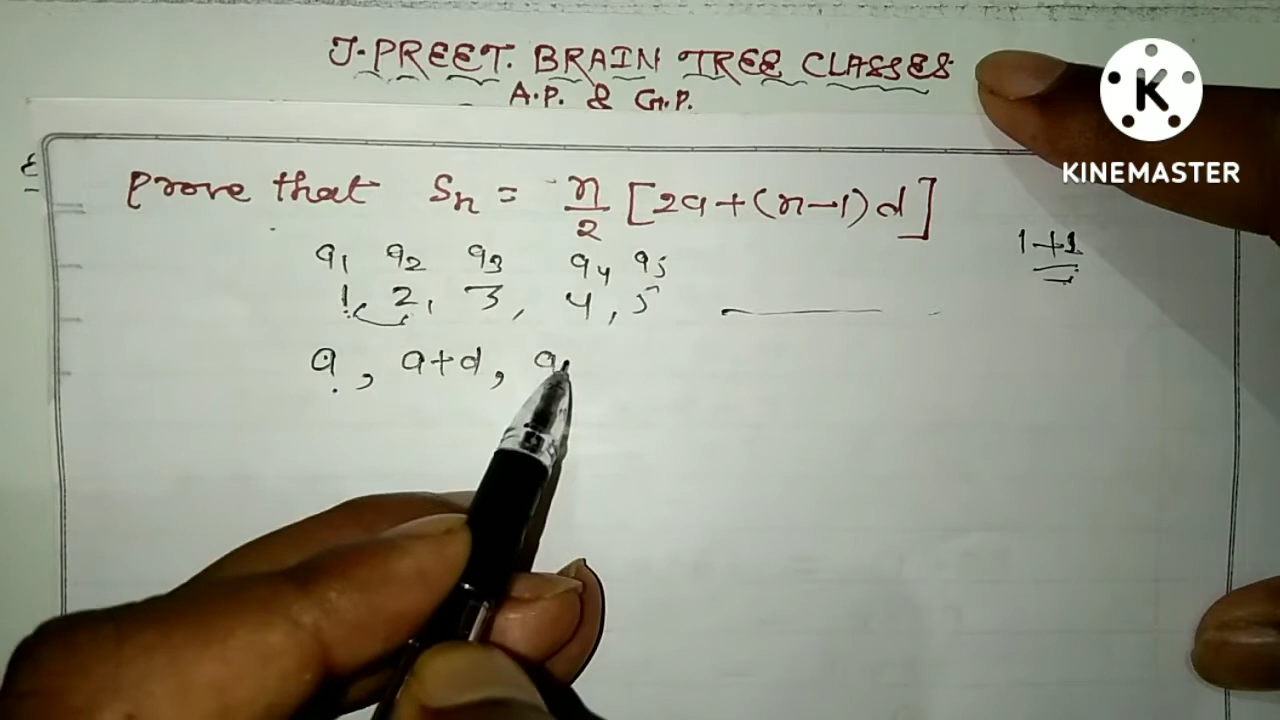 J. PREET. BRAIN TREE CLASSES
A.P. & G.P.
K
KINEMASTER
Prove that Sn = n/2 [2a+(n-1)d]
1+1
a1 a2 a3 a4 a5
1, 2, 3, 4, 5
a, a+d, a